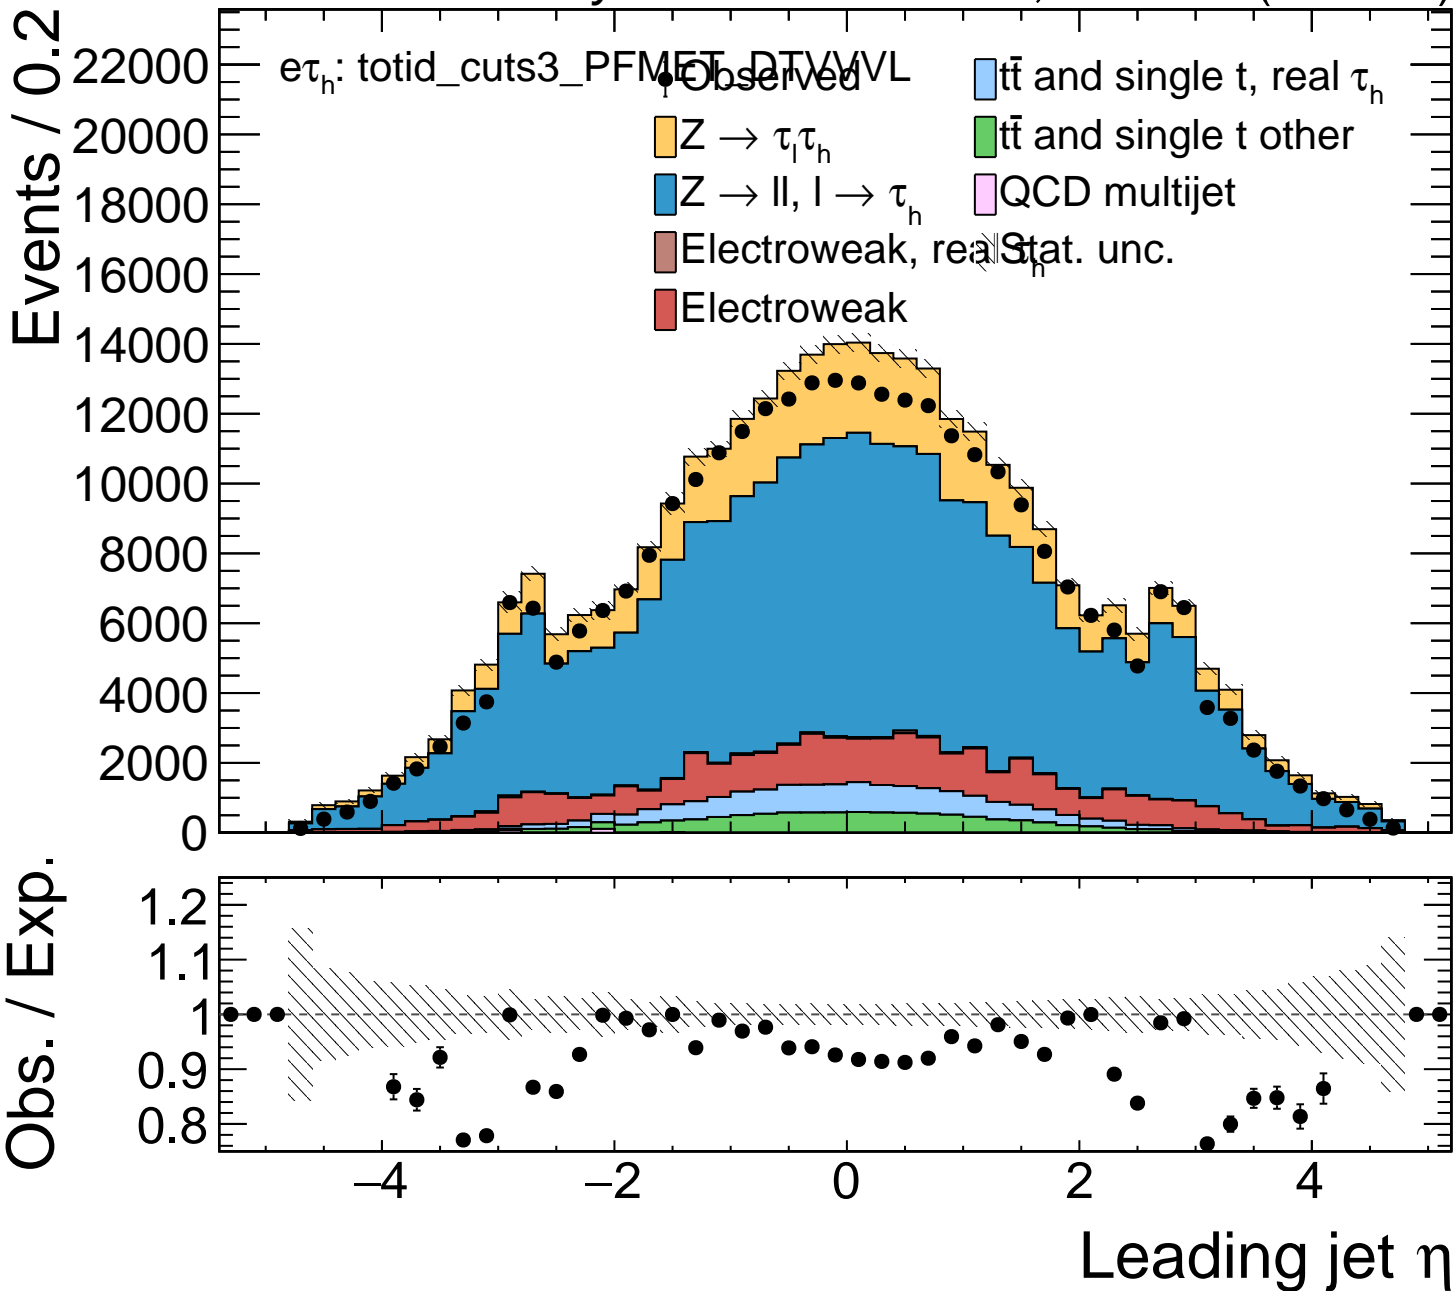 Events / 0.2
22000
20000
18000
16000
14000
12000
10000
8000
6000
4000
2000
0
eτh: totid_cuts3_PFMET_DTVVVL
Observed
Z → τlτh
Z → ll, l → τh
Electroweak, real τh
Electroweak
tt̄ and single t, real τh
tt̄ and single t other
QCD multijet
Stat. unc.
Obs. / Exp.
1.2
1.1
1
0.9
0.8
−4 −2 0 2 4
Leading jet η